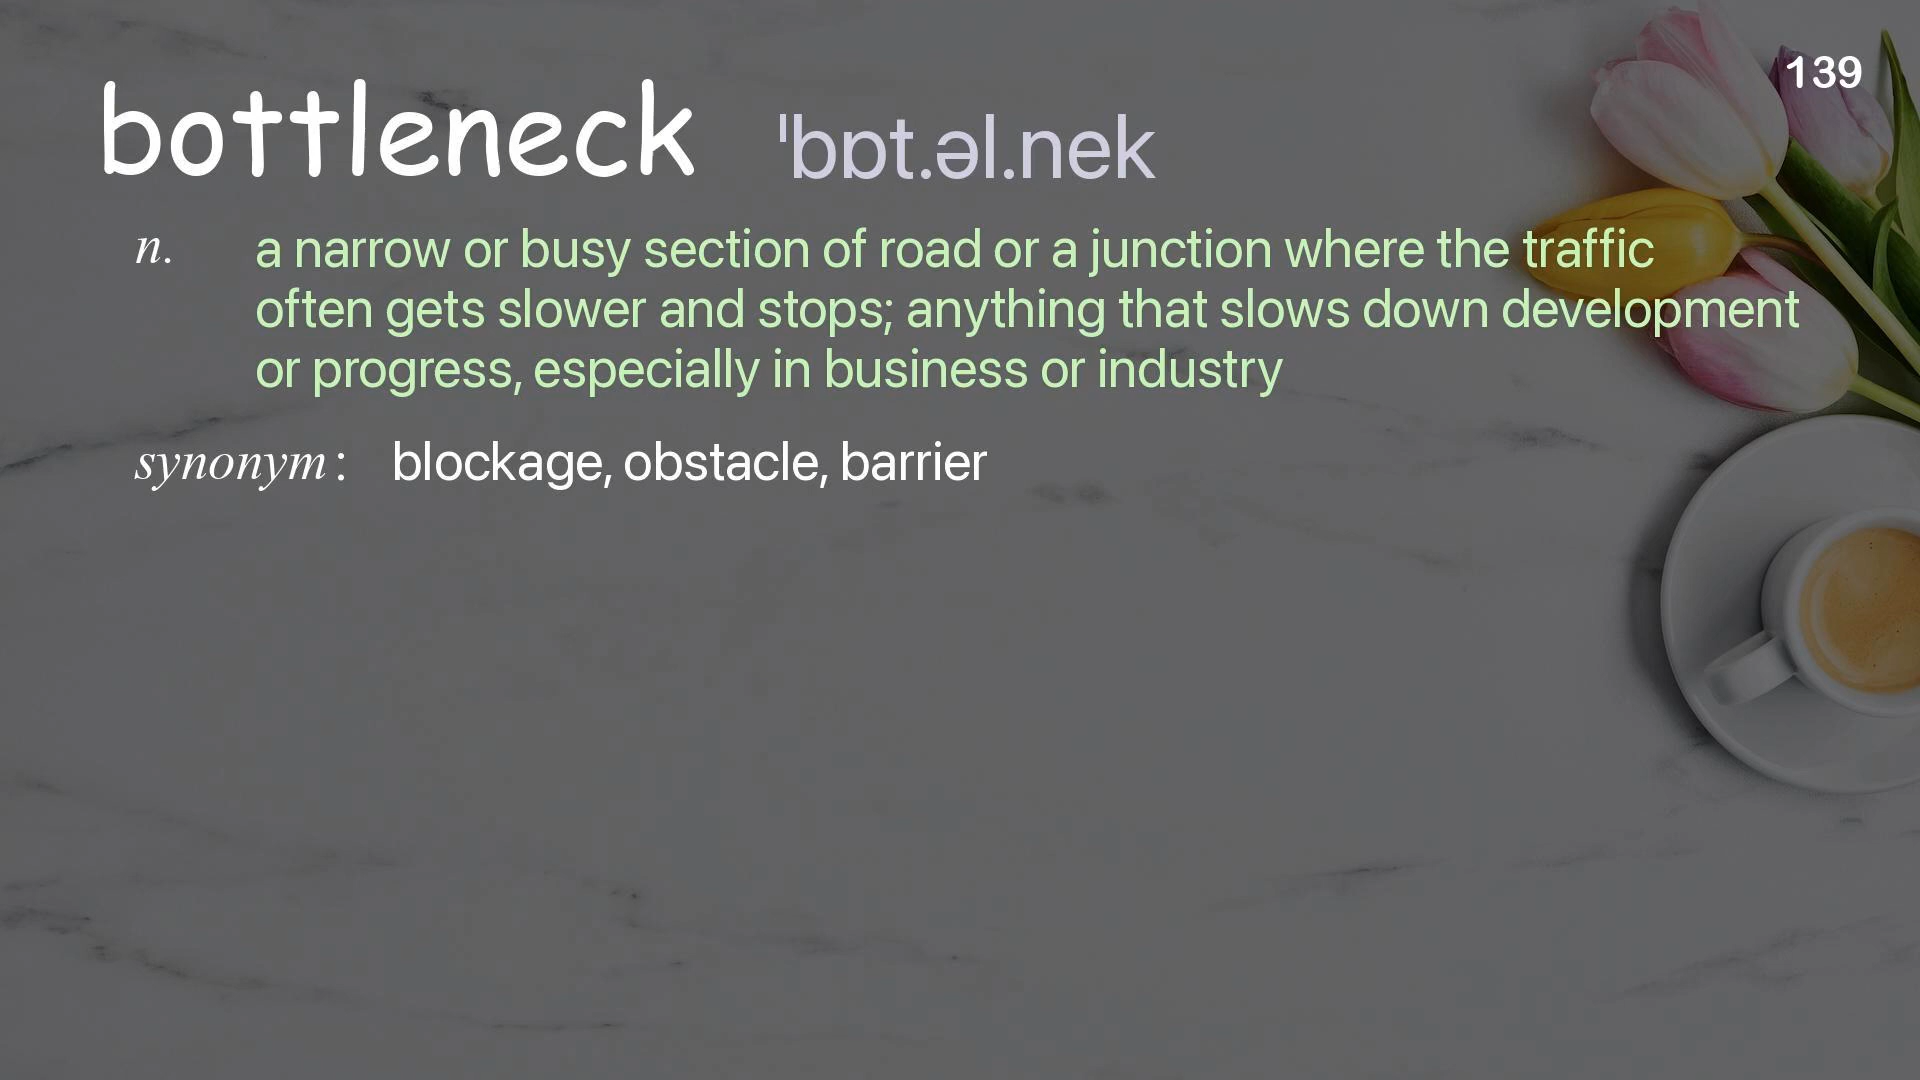 139
bottleneck ˈbɒt.əl.nek
n. a narrow or busy section of road or a junction where the traffic
often gets slower and stops; anything that slows down development
or progress, especially in business or industry
synonym: blockage, obstacle, barrier